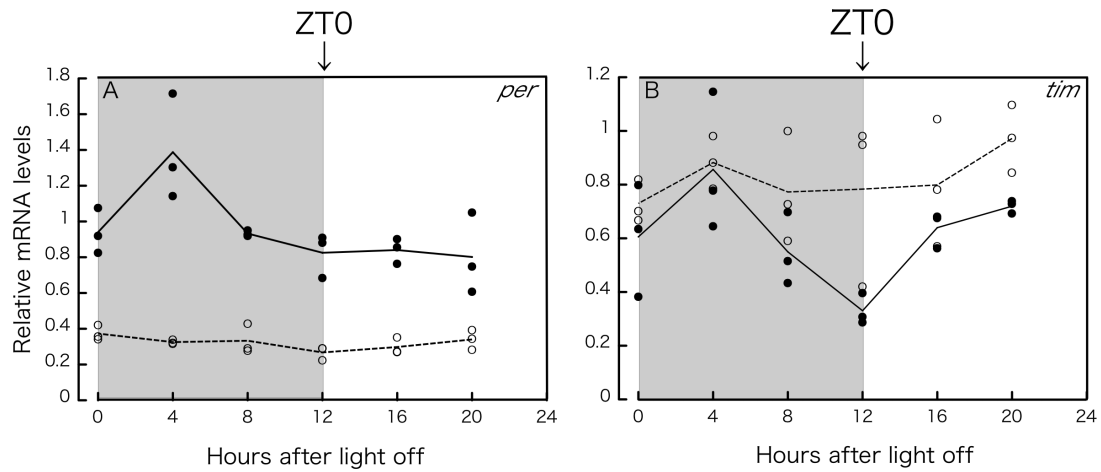 ZT0
ZT0
A
per
B
tim
Relative mRNA levels
1.8
1.6
1.4
1.2
1
0.8
0.6
0.4
0.2
0
1.2
1
0.8
0.6
0.4
0.2
0
0 4 8 12 16 20 24
0 4 8 12 16 20 24
Hours after light off
Hours after light off